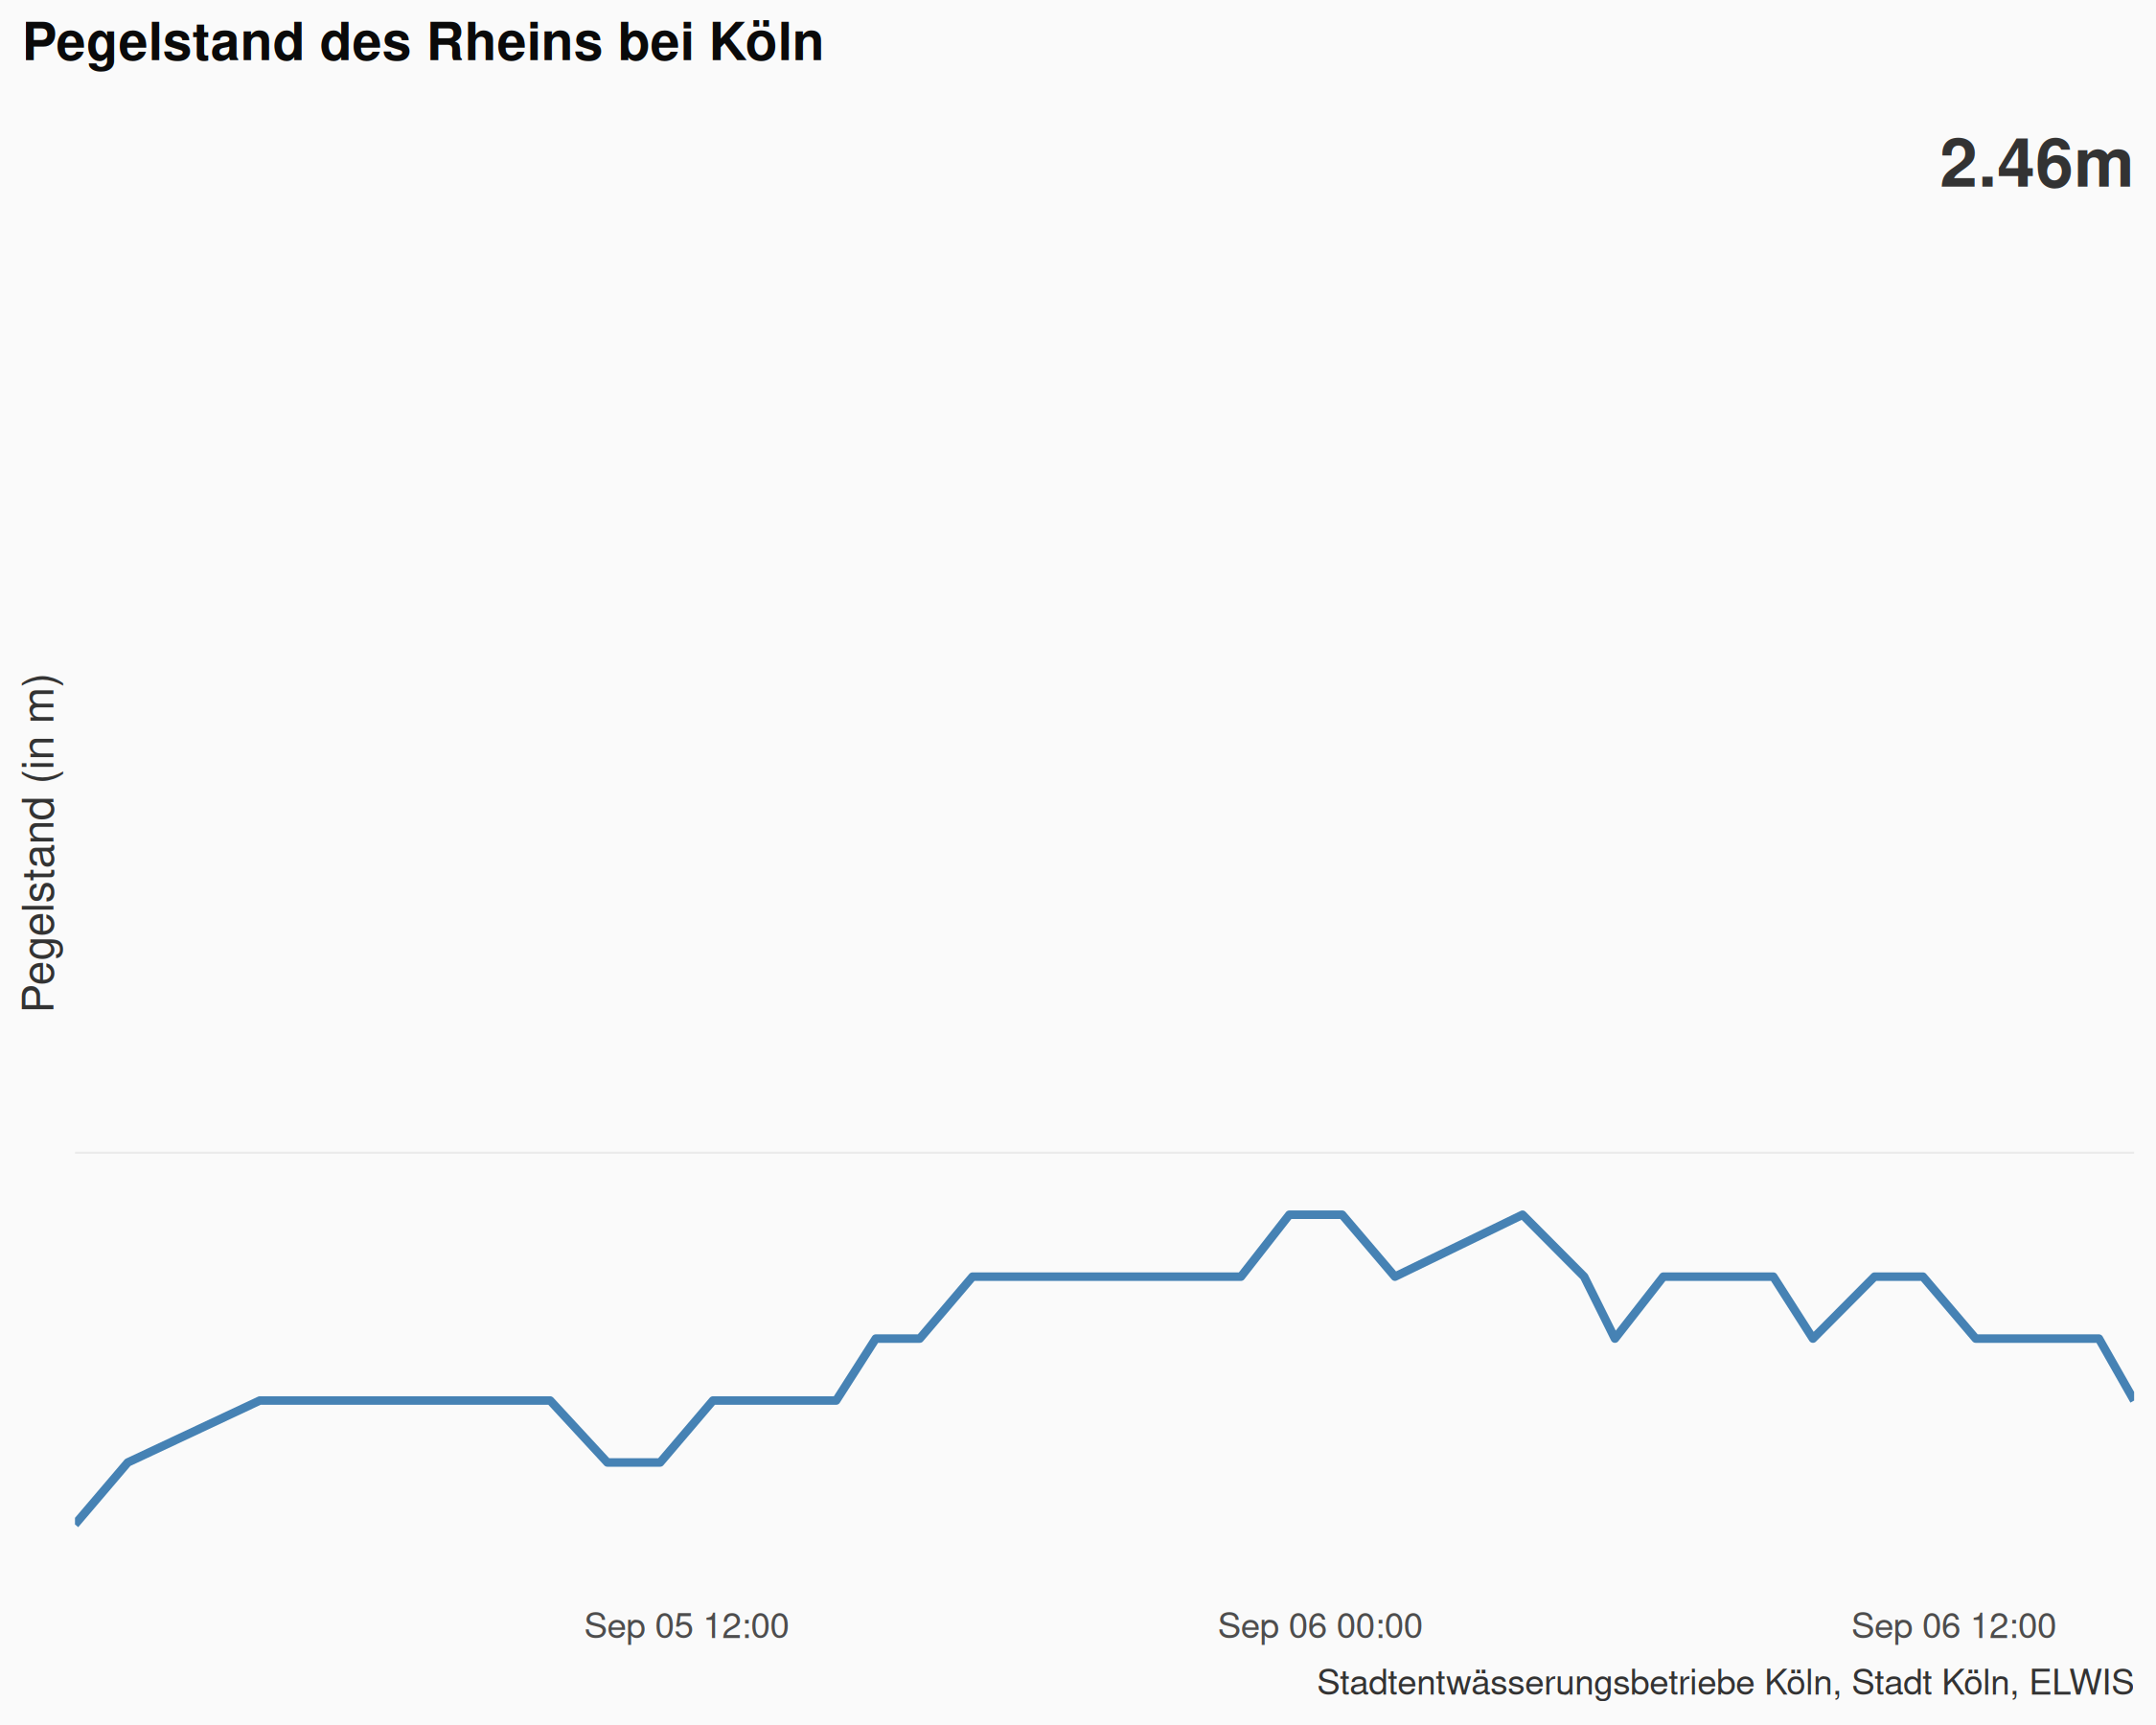 Pegelstand des Rheins bei Köln
2.46m
Pegelstand (in m)
Sep 05 12:00
Sep 06 00:00
Sep 06 12:00
Stadtentwässerungsbetriebe Köln, Stadt Köln, ELWIS